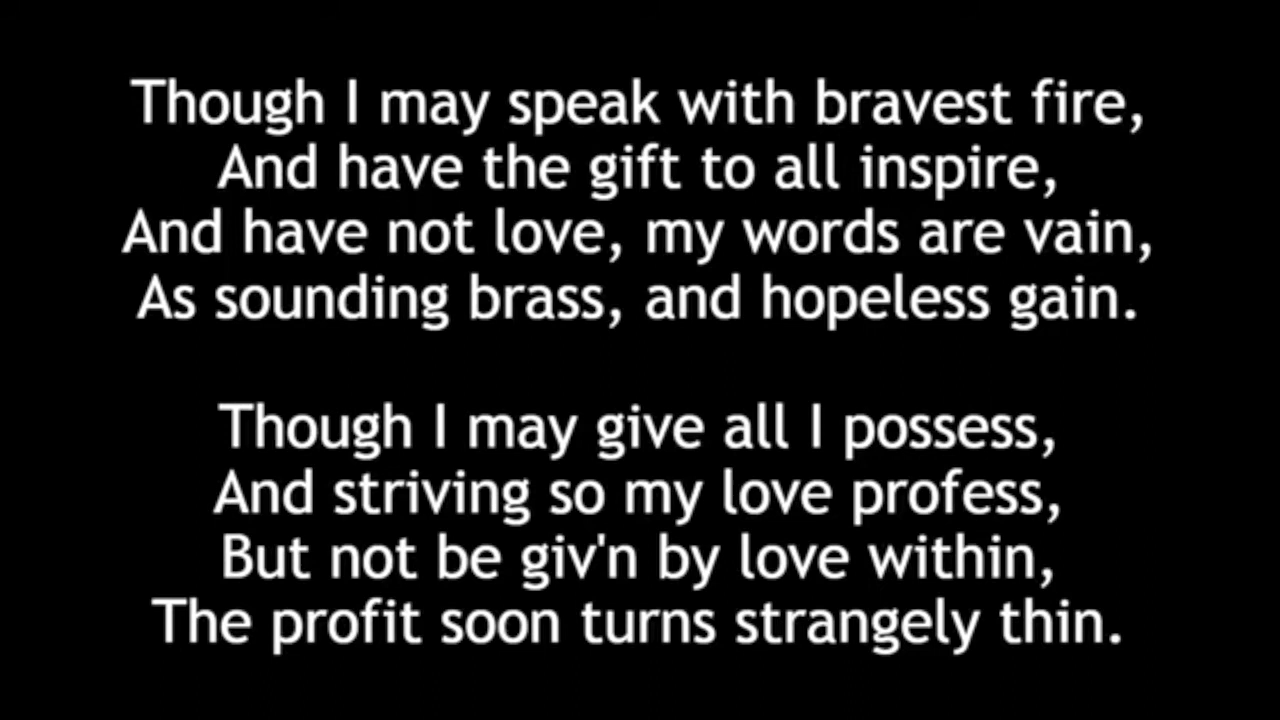 Though I may speak with bravest fire,
And have the gift to all inspire,
And have not love, my words are vain,
As sounding brass, and hopeless gain.
Though I may give all I possess,
And striving so my love profess,
But not be giv'n by love within,
The profit soon turns strangely thin.